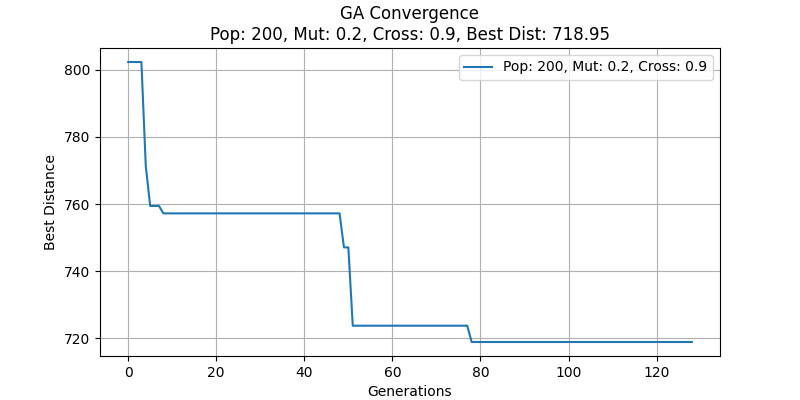 GA Convergence
Pop: 200, Mut: 0.2, Cross: 0.9, Best Dist: 718.95
Pop: 200, Mut: 0.2, Cross: 0.9
800
780
760
740
720
Best Distance
0 20 40 60 80 100 120
Generations